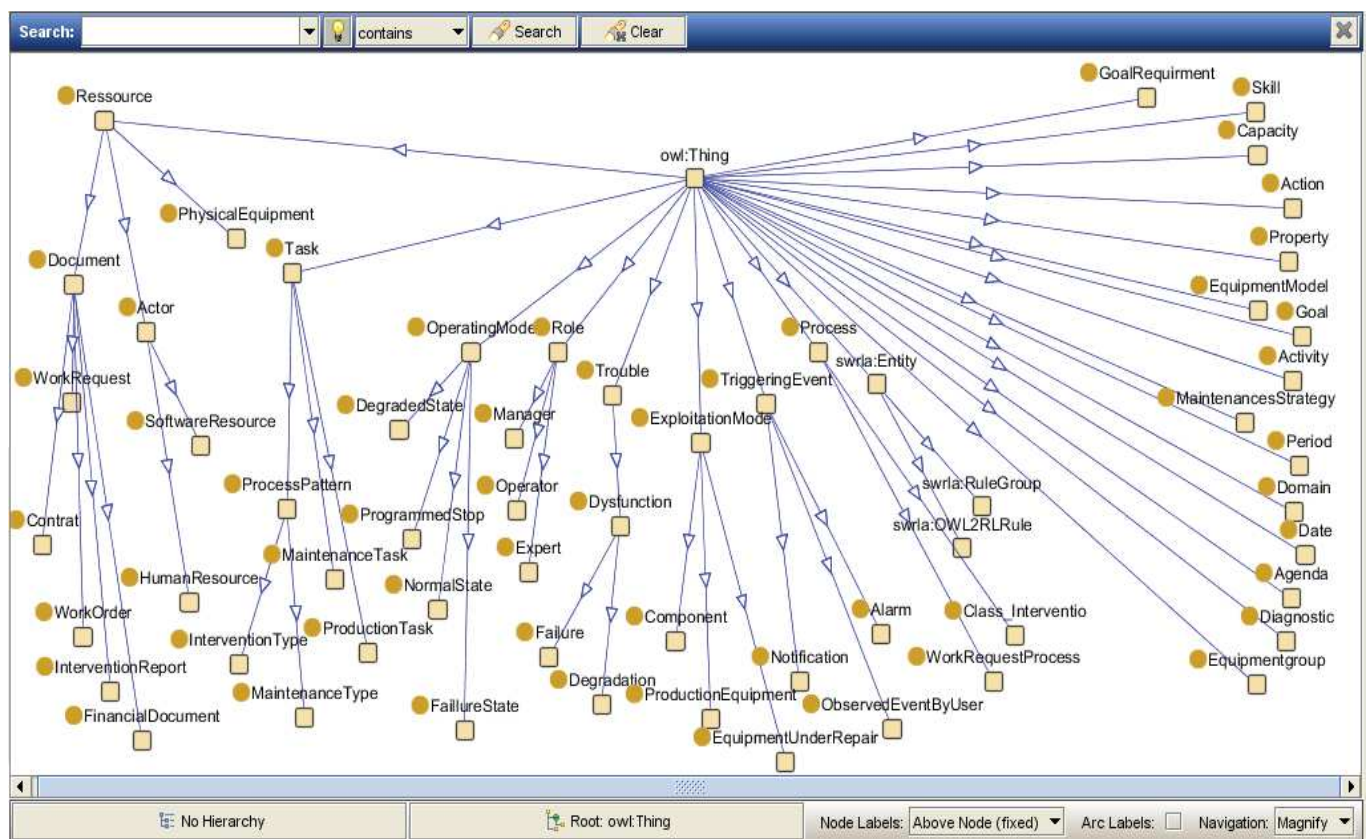 Search:
contains
Search
Clear
GoalRequirment
Skill
Ressource
Capacity
owl:Thing
Action
PhysicalEquipment
Property
Task
Document
EquipmentModel
Actor
Goal
OperatingMode
Role
Process
swrla:Entity
Activity
WorkRequest
Trouble
TriggeringEvent
MaintenancesStrategy
DegradedState
Manager
SoftwareResource
ExploitationMode
Period
ProcessPattern
Operator
swrla:RuleGroup
Domain
Dysfunction
Contrat
ProgrammedStop
swrla:OWL2RLRule
Date
MaintenanceTask
Expert
Agenda
HumanResource
NormalState
WorkOrder
Component
Alarm
Class_Interventio
Diagnostic
InterventionType
ProductionTask
Failure
InterventionReport
Notification
WorkRequestProcess
Equipmentgroup
Degradation
MaintenanceType
ProductionEquipment
FinancialDocument
FaillureState
ObservedEventByUser
EquipmentUnderRepair
No Hierarchy
Root: owl:Thing
Node Labels:
Above Node (fixed)
Arc Labels:
Navigation:
Magnify